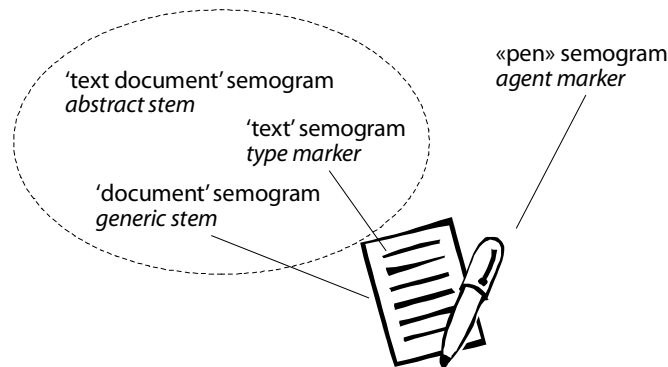 «pen» semogram
agent marker
‘text document’ semogram
abstract stem
‘text’ semogram
type marker
‘document’ semogram
generic stem